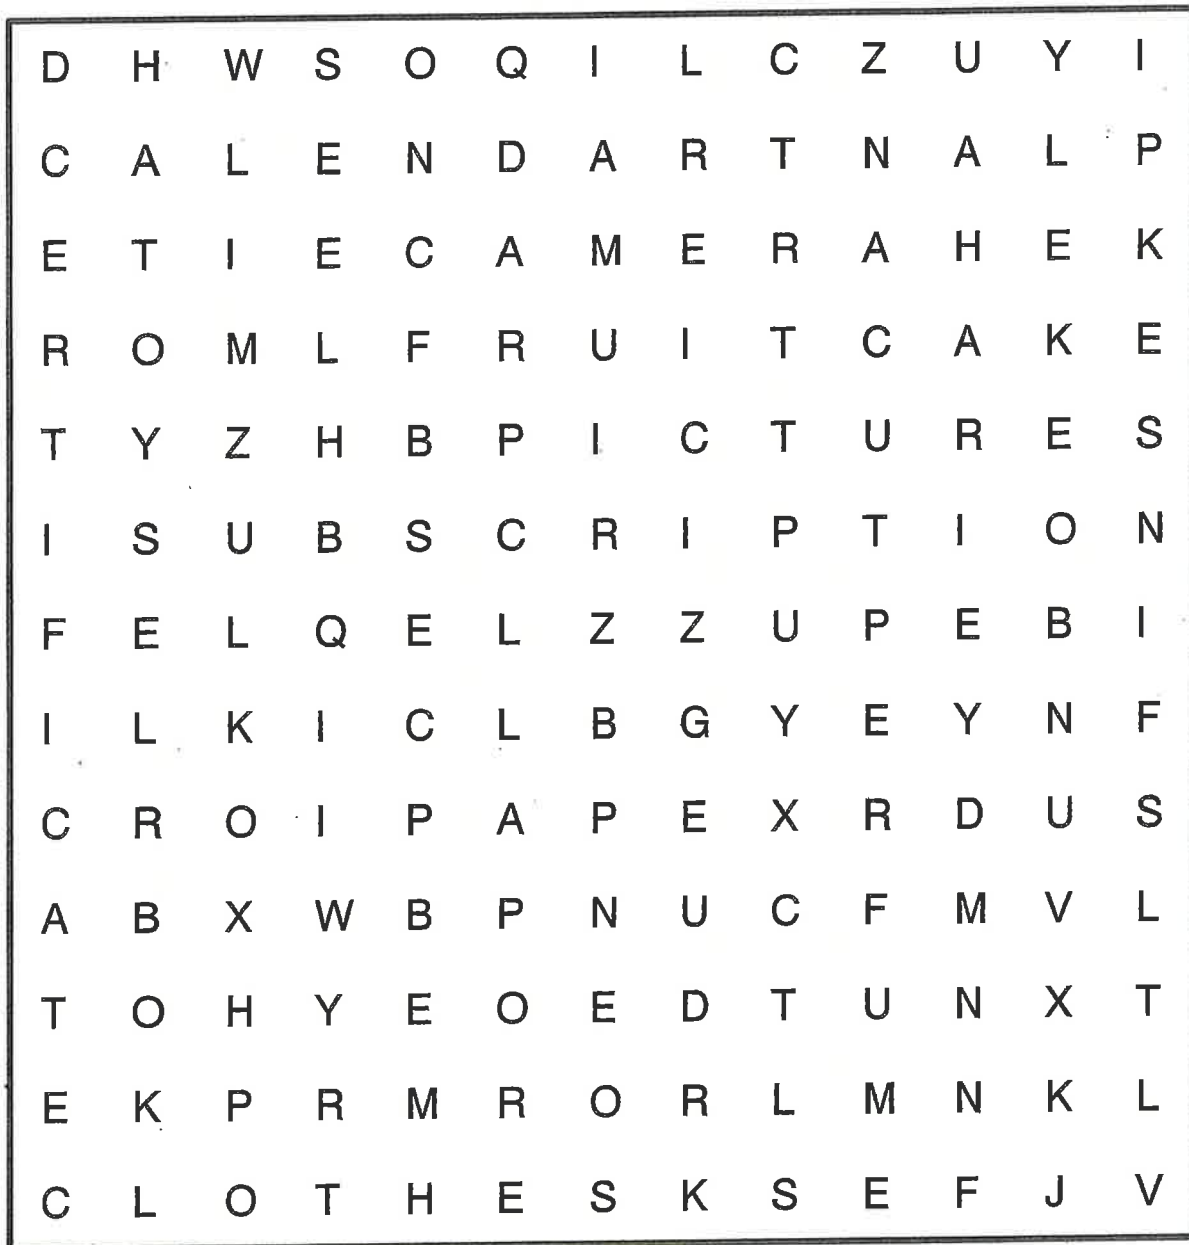 D H W S O Q I L C Z U Y I
C A L E N D A R T N A L P
E T I E C A M E R A H E K
R O M L F R U I T C A K E
T Y Z H B P I C T U R E S
I S U B S C R I P T I O N
F E L Q E L Z Z U P E B I
I L K I C L B G Y E Y N F
C R O I P A P E X R D U S
A B X W B P N U C F M V L
T O H Y E O E D T U N X T
E K P R M R O R L M N K L
C L O T H E S K S E F J V